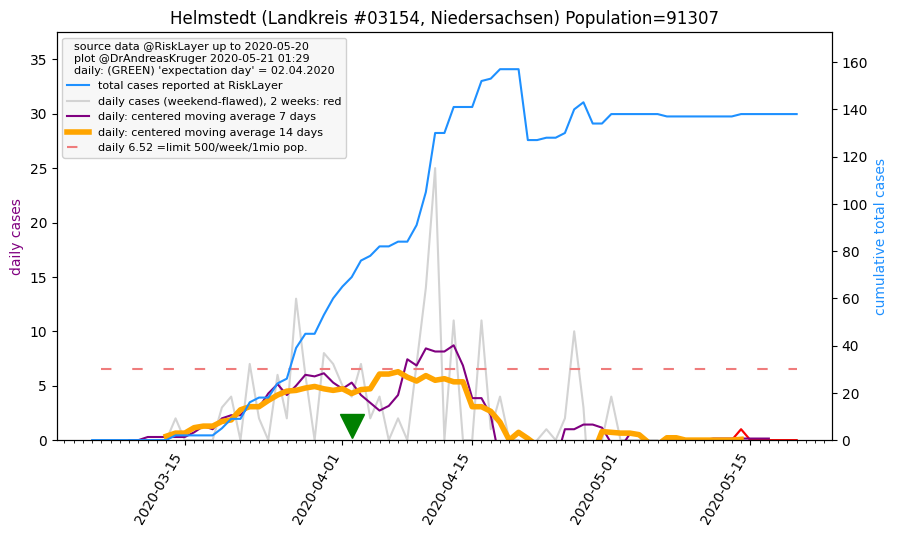 Helmstedt (Landkreis #03154, Niedersachsen) Population=91307
source data @RiskLayer up to 2020-05-20
plot @DrAndreasKruger 2020-05-21 01:29
daily: (GREEN) 'expectation day' = 02.04.2020
total cases reported at RiskLayer
daily cases (weekend-flawed), 2 weeks: red
daily: centered moving average 7 days
daily: centered moving average 14 days
daily 6.52 =limit 500/week/1mio pop.
daily cases
35
30
25
20
15
10
5
0
160
140
120
100
80
60
40
20
0
cumulative total cases
2020-03-15
2020-04-01
2020-04-15
2020-05-01
2020-05-15